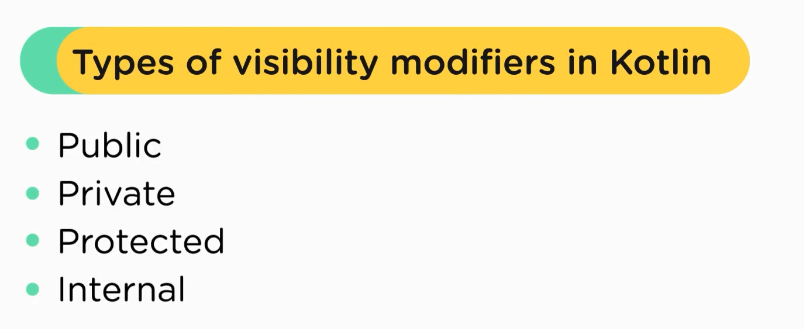 Types of visibility modifiers in Kotlin
Public
Private
Protected
Internal